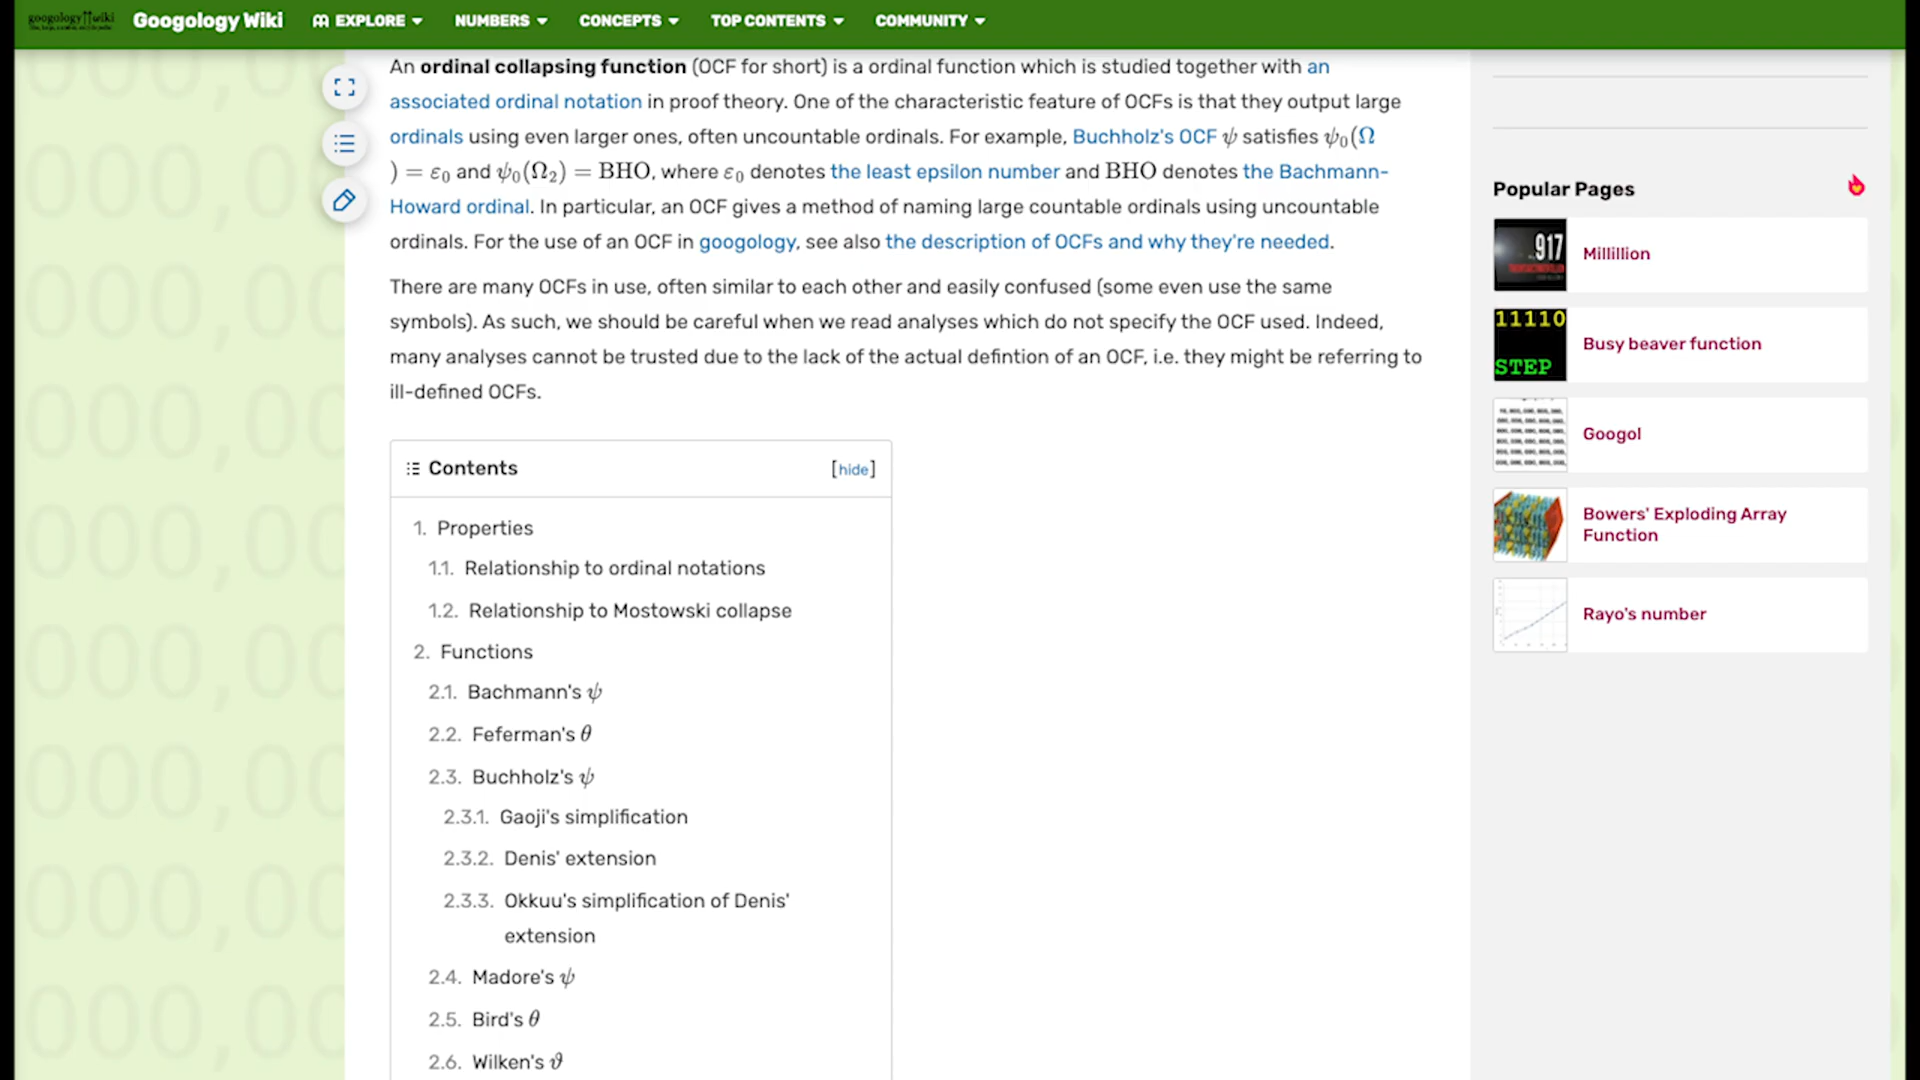 googology wiki
Googology Wiki
EXPLORE
NUMBERS
CONCEPTS
TOP CONTENTS
COMMUNITY
An ordinal collapsing function (OCF for short) is a ordinal function which is studied together with an
associated ordinal notation in proof theory. One of the characteristic feature of OCFs is that they output large
ordinals using even larger ones, often uncountable ordinals. For example, Buchholz's OCF ψ satisfies ψ₀(Ω
) = ε₀ and ψ₀(Ω₂) = BHO, where ε₀ denotes the least epsilon number and BHO denotes the Bachmann-
Howard ordinal. In particular, an OCF gives a method of naming large countable ordinals using uncountable
ordinals. For the use of an OCF in googology, see also the description of OCFs and why they're needed.
There are many OCFs in use, often similar to each other and easily confused (some even use the same
symbols). As such, we should be careful when we read analyses which do not specify the OCF used. Indeed,
many analyses cannot be trusted due to the lack of the actual defintion of an OCF, i.e. they might be referring to
ill-defined OCFs.
Contents
[hide]
1. Properties
1.1. Relationship to ordinal notations
1.2. Relationship to Mostowski collapse
2. Functions
2.1. Bachmann's ψ
2.2. Feferman's θ
2.3. Buchholz's ψ
2.3.1. Gaoji's simplification
2.3.2. Denis' extension
2.3.3. Okkuu's simplification of Denis'
extension
2.4. Madore's ψ
2.5. Bird's θ
2.6. Wilken's ϑ
Popular Pages
917
Millillion
11110
STEP
Busy beaver function
Googol
Bowers' Exploding Array
Function
Rayo's number